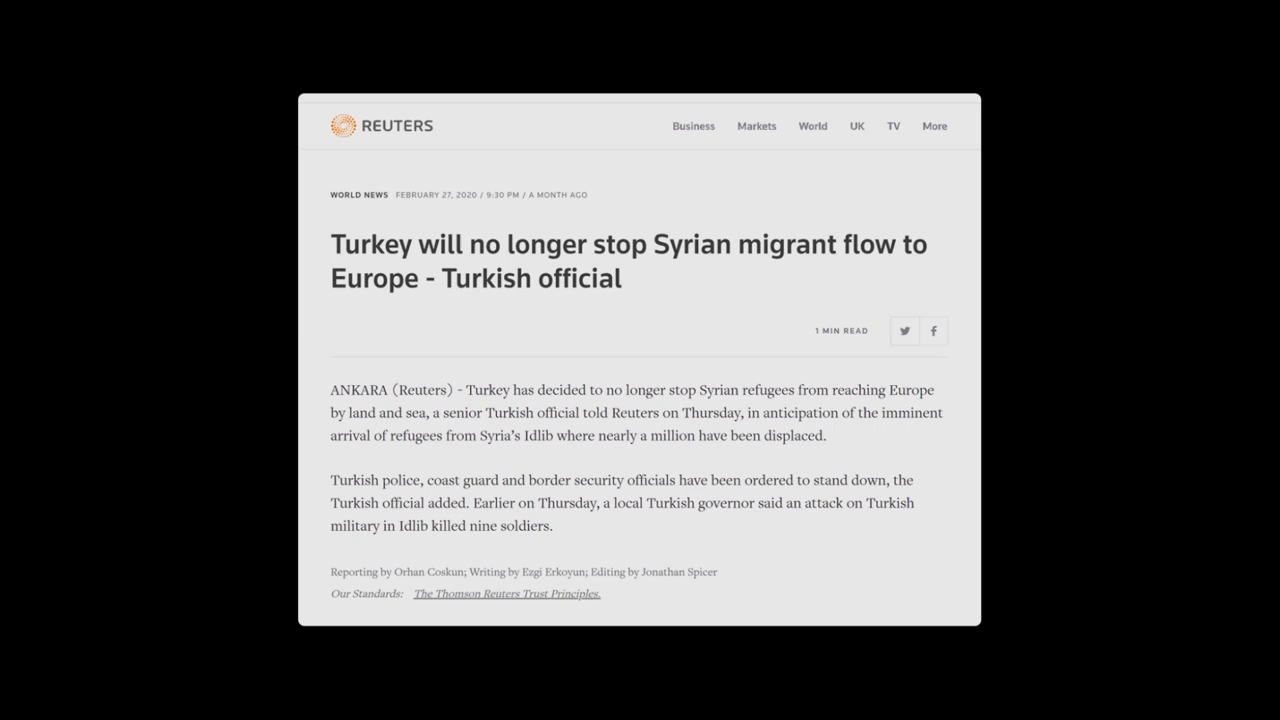 REUTERS
Business Markets World UK TV More
WORLD NEWS FEBRUARY 27, 2020 / 9:30 PM / A MONTH AGO
Turkey will no longer stop Syrian migrant flow to
Europe - Turkish official
1 MIN READ
ANKARA (Reuters) - Turkey has decided to no longer stop Syrian refugees from reaching Europe
by land and sea, a senior Turkish official told Reuters on Thursday, in anticipation of the imminent
arrival of refugees from Syria’s Idlib where nearly a million have been displaced.
Turkish police, coast guard and border security officials have been ordered to stand down, the
Turkish official added. Earlier on Thursday, a local Turkish governor said an attack on Turkish
military in Idlib killed nine soldiers.
Reporting by Orhan Coskun; Writing by Ezgi Erkoyun; Editing by Jonathan Spicer
Our Standards: The Thomson Reuters Trust Principles.